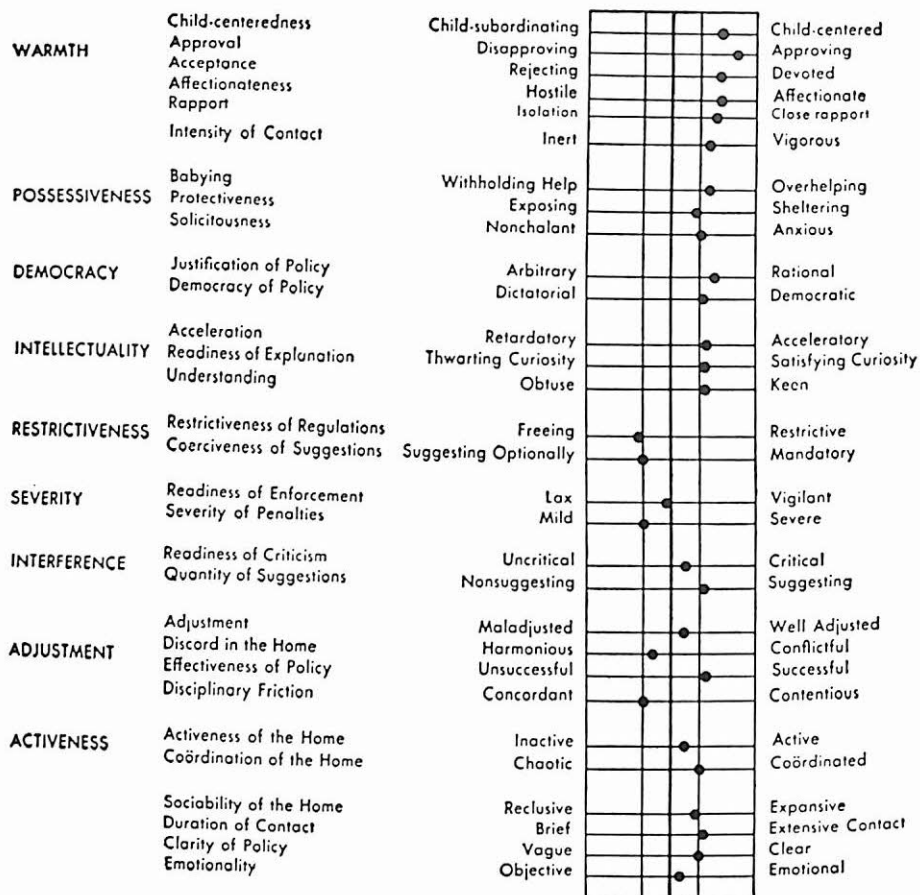 Child-centeredness Child-subordinating Child-centered
WARMTH Approval Disapproving Approving
Acceptance Rejecting Devoted
Affectionateness Hostile Affectionate
Rapport Isolation Close rapport
Intensity of Contact Inert Vigorous
Babying Withholding Help Overhelping
POSSESSIVENESS Protectiveness Exposing Sheltering
Solicitousness Nonchalant Anxious
DEMOCRACY Justification of Policy Arbitrary Rational
Democracy of Policy Dictatorial Democratic
Acceleration Retardatory Acceleratory
INTELLECTUALITY Readiness of Explanation Thwarting Curiosity Satisfying Curiosity
Understanding Obtuse Keen
RESTRICTIVENESS Restrictiveness of Regulations Freeing Restrictive
Coerciveness of Suggestions Suggesting Optionally Mandatory
SEVERITY Readiness of Enforcement Lax Vigilant
Severity of Penalties Mild Severe
INTERFERENCE Readiness of Criticism Uncritical Critical
Quantity of Suggestions Nonsuggesting Suggesting
Adjustment Maladjusted Well Adjusted
ADJUSTMENT Discord in the Home Harmonious Conflictful
Effectiveness of Policy Unsuccessful Successful
Disciplinary Friction Concordant Contentious
ACTIVENESS Activeness of the Home Inactive Active
Coördination of the Home Chaotic Coördinated
Sociability of the Home Reclusive Expansive
Duration of Contact Brief Extensive Contact
Clarity of Policy Vague Clear
Emotionality Objective Emotional